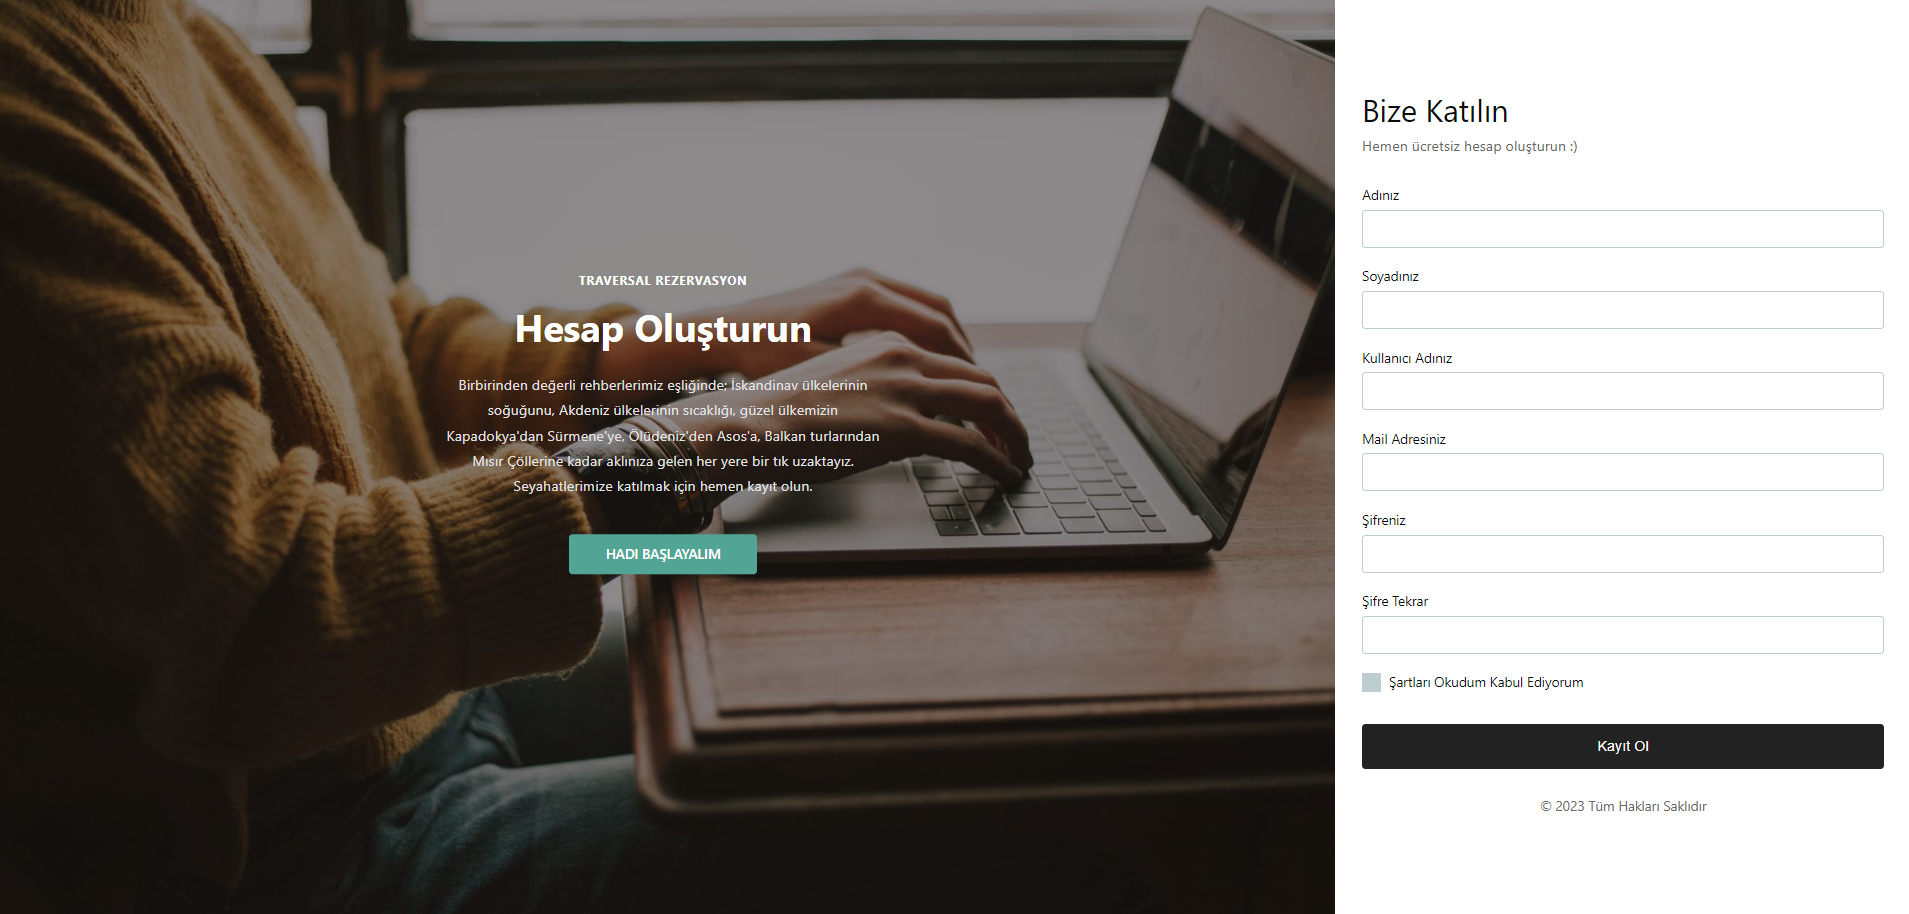 TRAVERSAL REZERVASYON
Hesap Oluşturun
Birbirinden değerli rehberlerimiz eşliğinde; İskandinav ülkelerinin
soğuğunu, Akdeniz ülkelerinin sıcaklığı, güzel ülkemizin
Kapadokya'dan Sürmene'ye, Ölüdeniz'den Asos'a, Balkan turlarından
Mısır Çöllerine kadar aklınıza gelen her yere bir tık uzaktayız.
Seyahatlerimize katılmak için hemen kayıt olun.
HADI BAŞLAYALIM
Bize Katılın
Hemen ücretsiz hesap oluşturun :)
Adınız
Soyadınız
Kullanıcı Adınız
Mail Adresiniz
Şifreniz
Şifre Tekrar
Şartları Okudum Kabul Ediyorum
Kayıt Ol
© 2023 Tüm Hakları Saklıdır